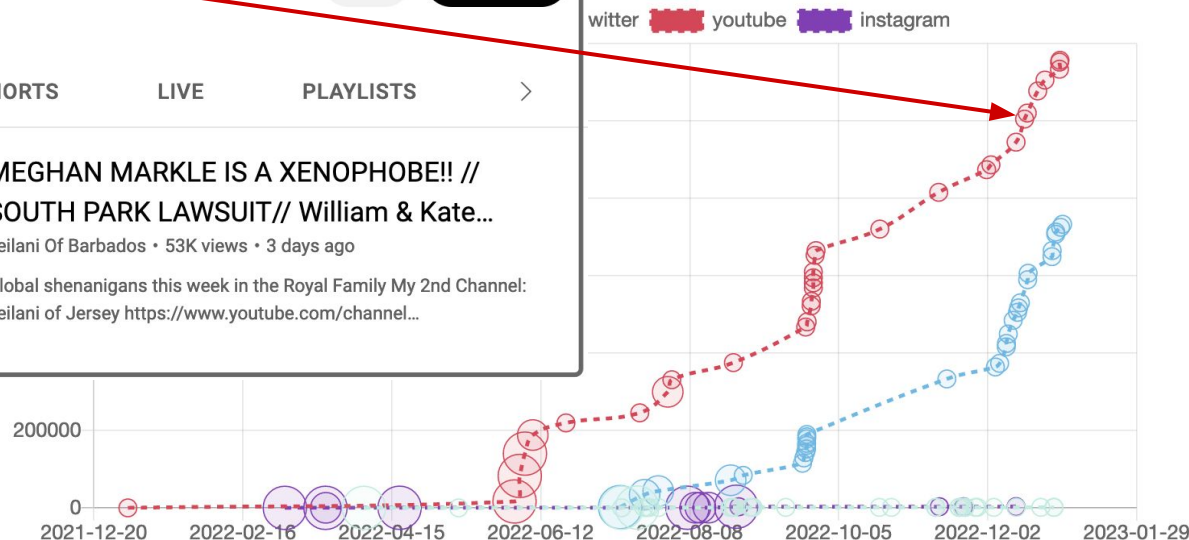 witter youtube instagram
ORTS LIVE PLAYLISTS
MEGHAN MARKLE IS A XENOPHOBE!! //
SOUTH PARK LAWSUIT// William & Kate...
eilani Of Barbados • 53K views • 3 days ago
lobal shenanigans this week in the Royal Family My 2nd Channel:
eilani of Jersey https://www.youtube.com/channel...
200000
0
2021-12-20 2022-02-16 2022-04-15 2022-06-12 2022-08-08 2022-10-05 2022-12-02 2023-01-29